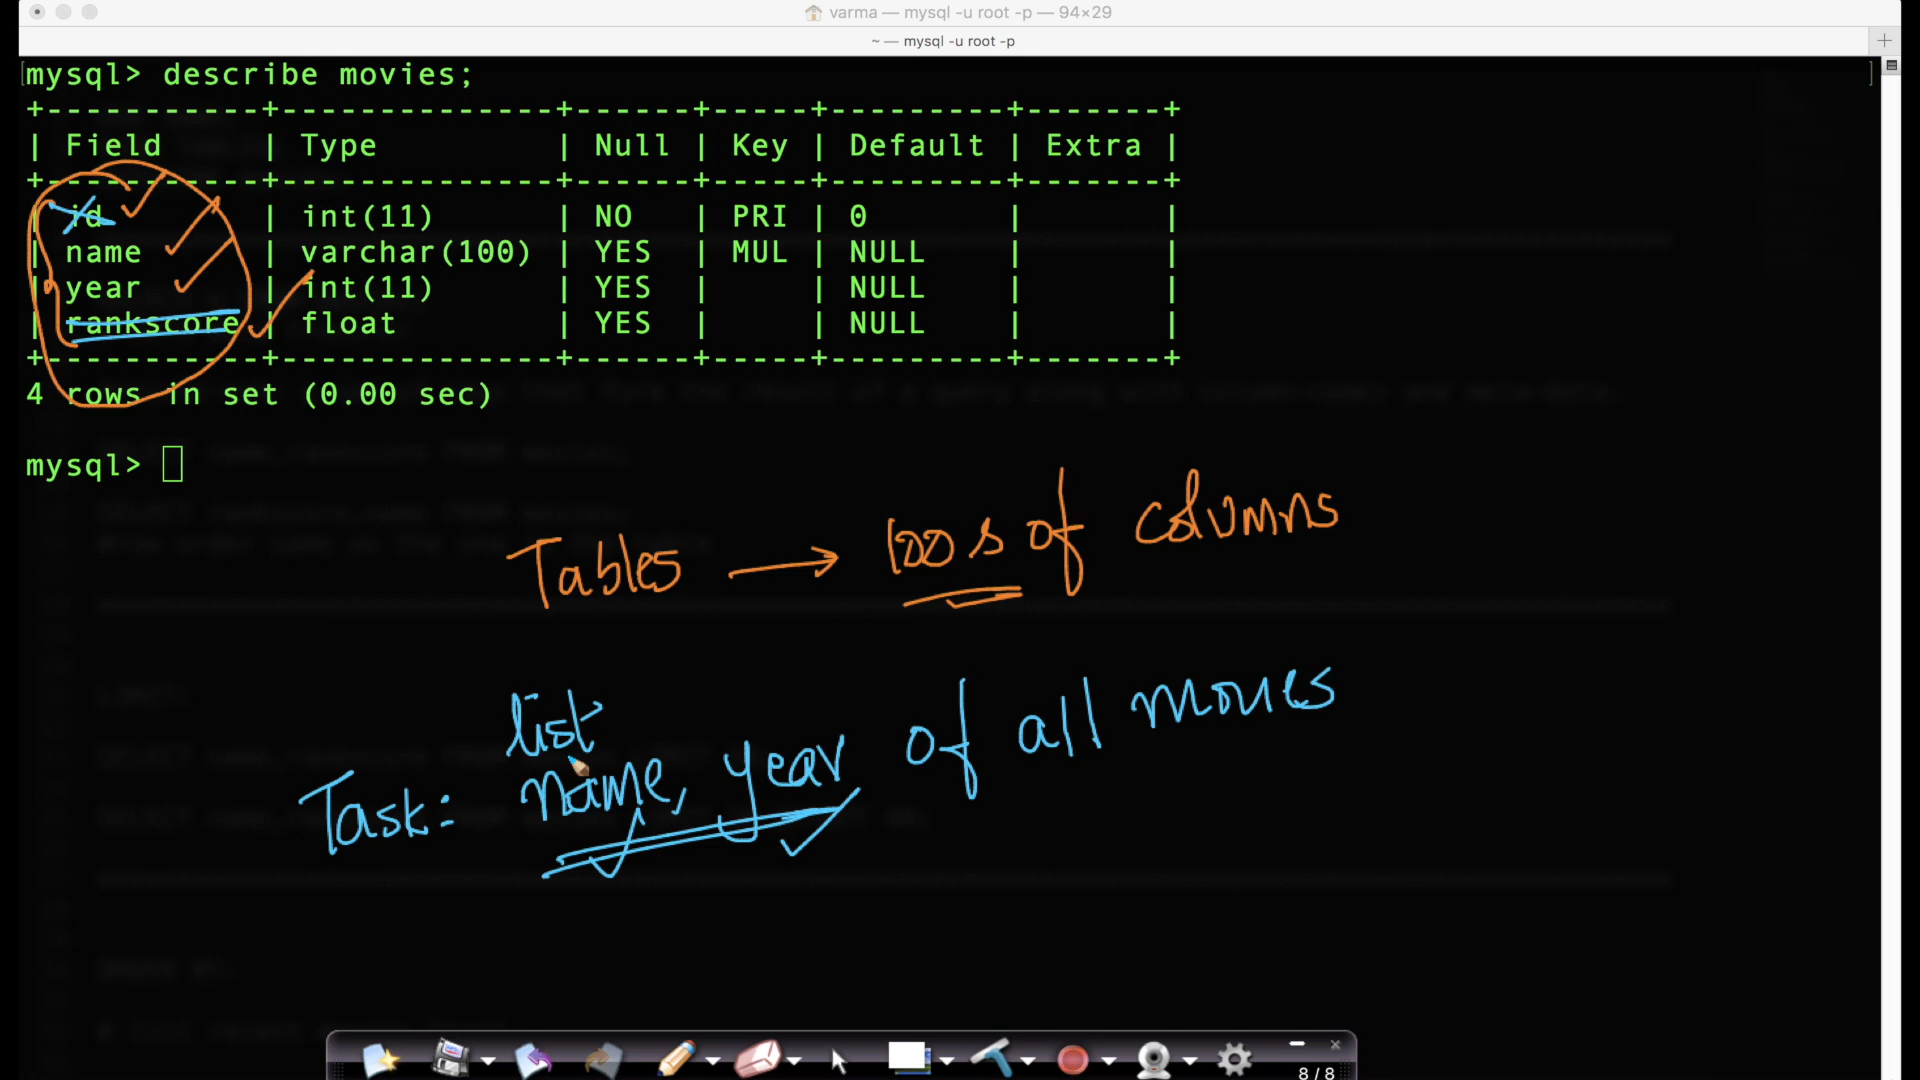 varma — mysql -u root -p — 94×29
~ — mysql -u root -p
mysql> describe movies;
+-----------+--------------+------+-----+---------+-------+
| Field     | Type         | Null | Key | Default | Extra |
+-----------+--------------+------+-----+---------+-------+
| id        | int(11)      | NO   | PRI | 0       |       |
| name      | varchar(100) | YES  | MUL | NULL    |       |
| year      | int(11)      | YES  |     | NULL    |       |
| rankscore | float        | YES  |     | NULL    |       |
+-----------+--------------+------+-----+---------+-------+
4 rows in set (0.00 sec)
mysql>
Tables → 100s of columns
list
Task: name, year of all movies
8 / 8